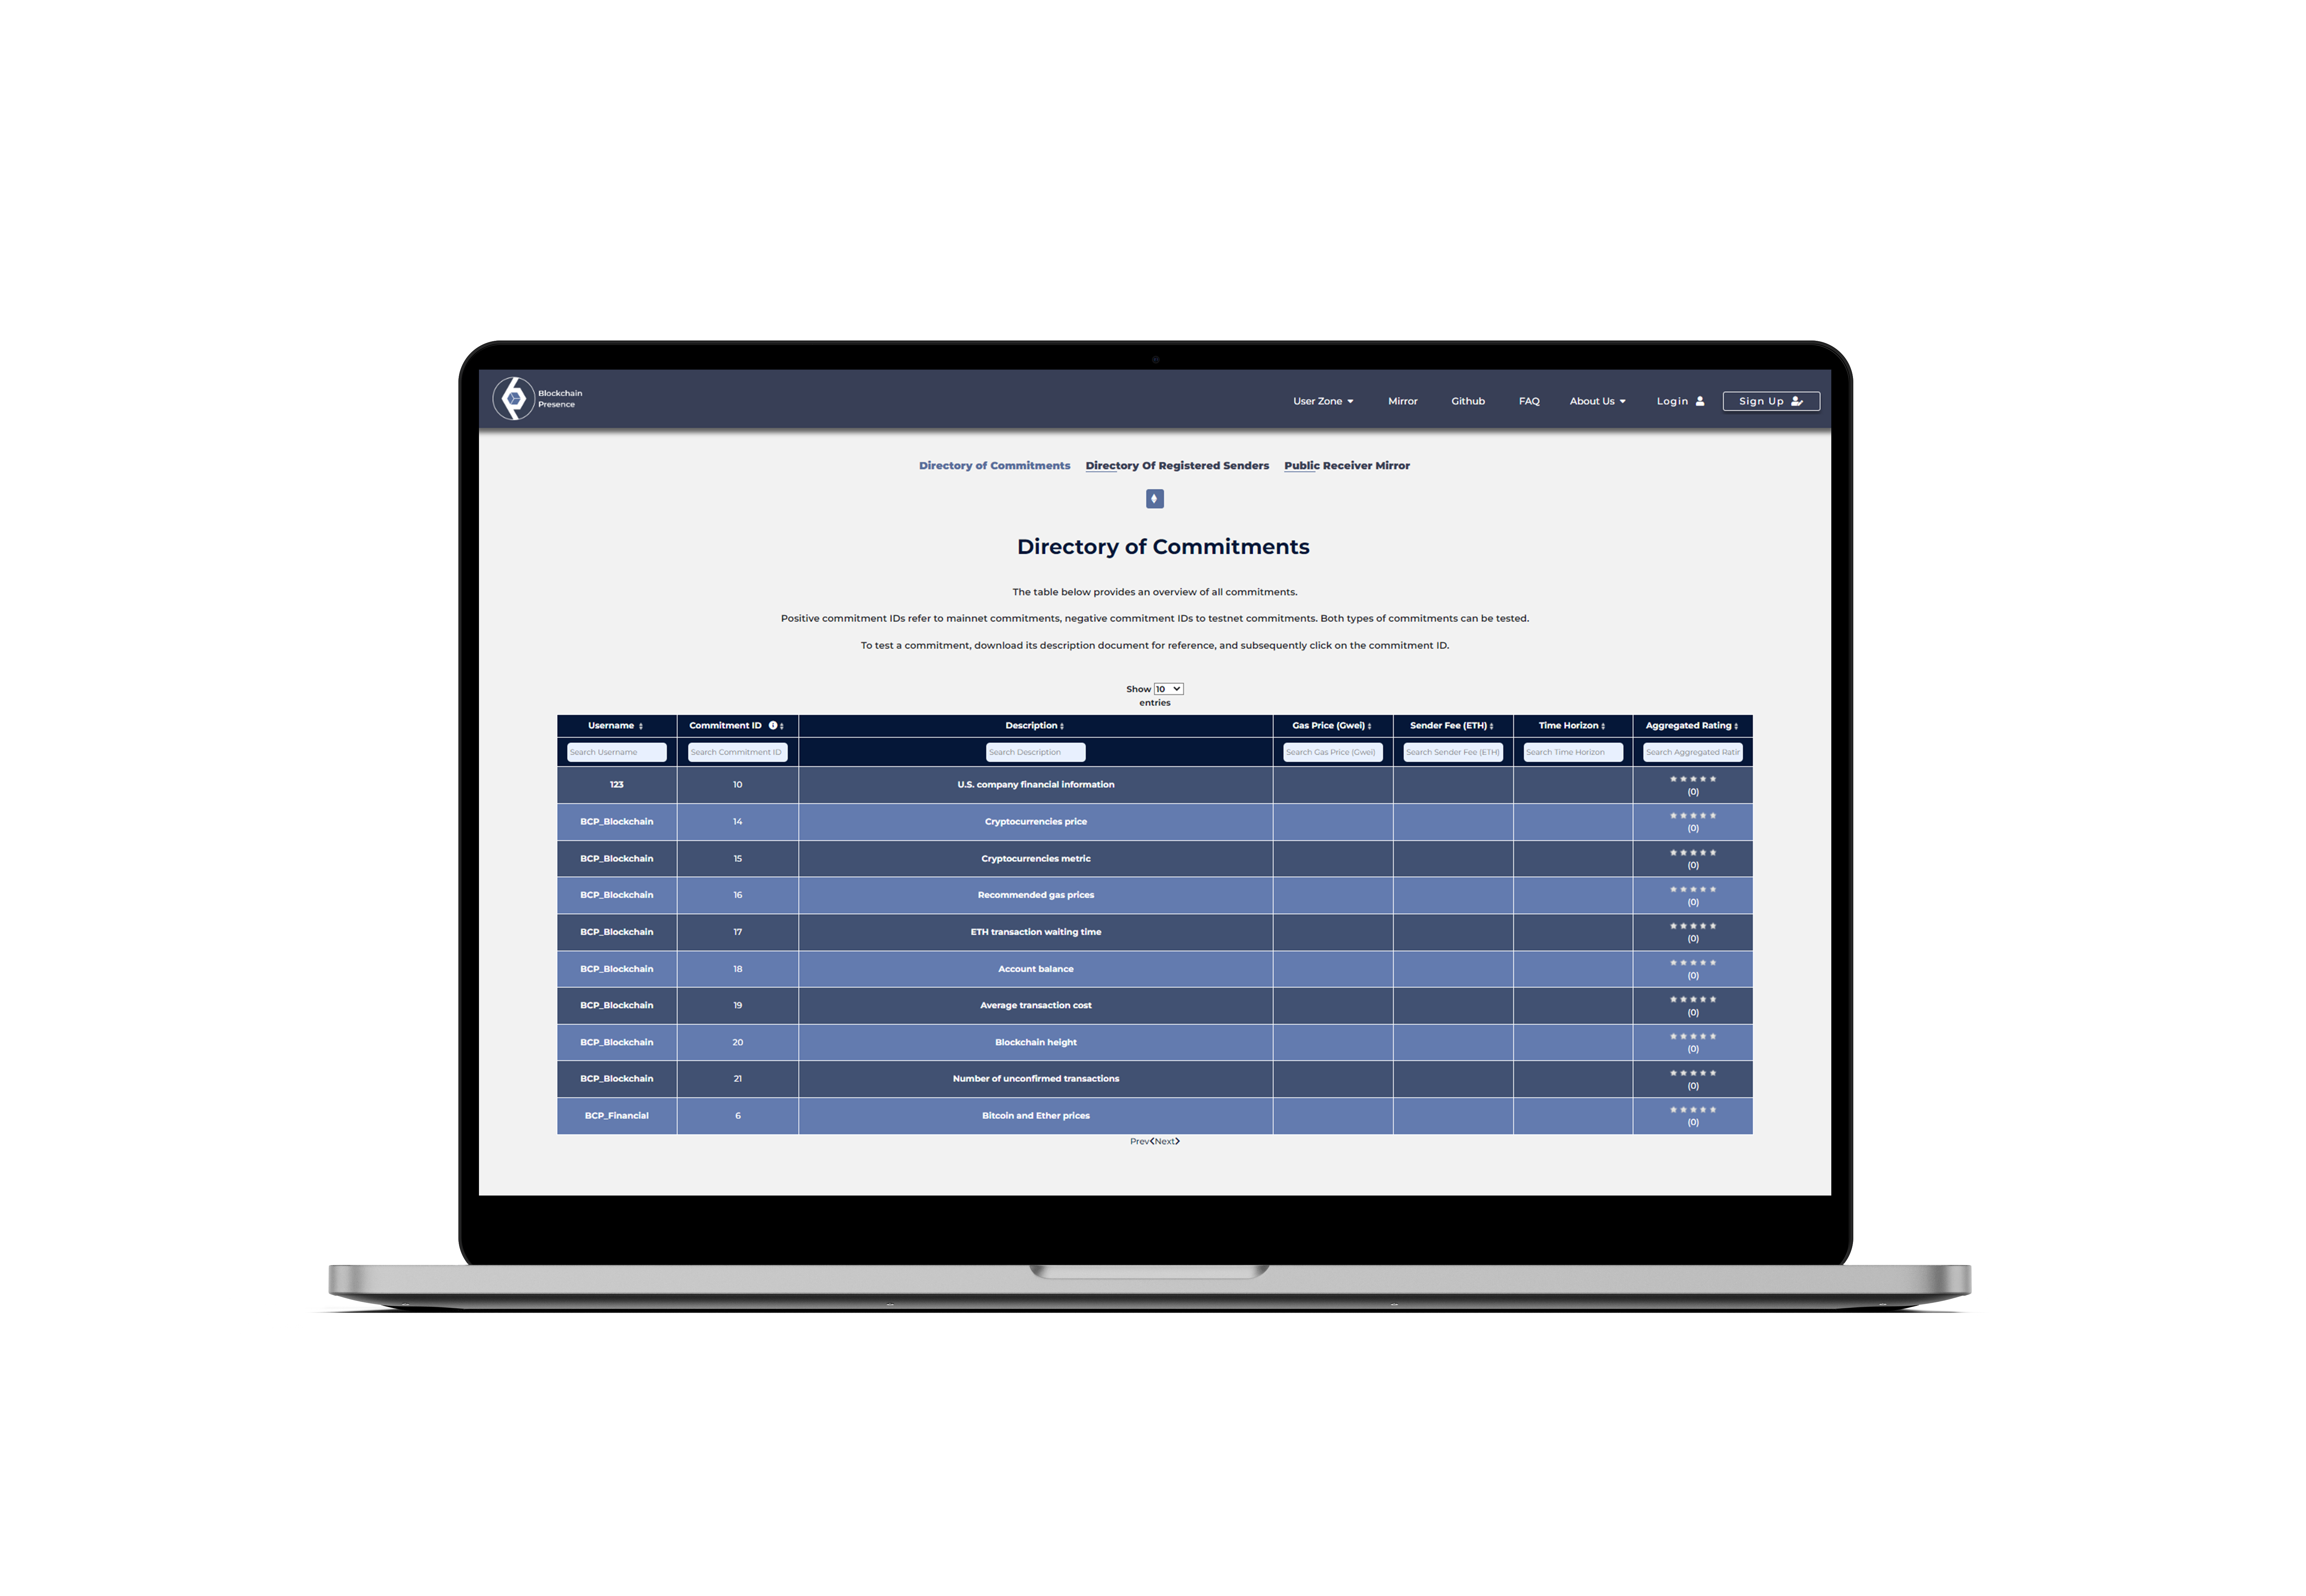 Blockchain
Presence
User Zone
Mirror
Github
FAQ
About Us
Login
Sign Up
Directory of Commitments
Directory Of Registered Senders
Public Receiver Mirror
Directory of Commitments
The table below provides an overview of all commitments.
Positive commitment IDs refer to mainnet commitments, negative commitment IDs to testnet commitments. Both types of commitments can be tested.
To test a commitment, download its description document for reference, and subsequently click on the commitment ID.
Show 10
entries
Username Commitment ID Description Gas Price (Gwei) Sender Fee (ETH) Time Horizon Aggregated Rating
Search Username Search Commitment ID Search Description Search Gas Price (Gwei) Search Sender Fee (ETH) Search Time Horizon Search Aggregated Ratir
123 10 U.S. company financial information (0)
BCP_Blockchain 14 Cryptocurrencies price (0)
BCP_Blockchain 15 Cryptocurrencies metric (0)
BCP_Blockchain 16 Recommended gas prices (0)
BCP_Blockchain 17 ETH transaction waiting time (0)
BCP_Blockchain 18 Account balance (0)
BCP_Blockchain 19 Average transaction cost (0)
BCP_Blockchain 20 Blockchain height (0)
BCP_Blockchain 21 Number of unconfirmed transactions (0)
BCP_Financial 6 Bitcoin and Ether prices (0)
Prev Next